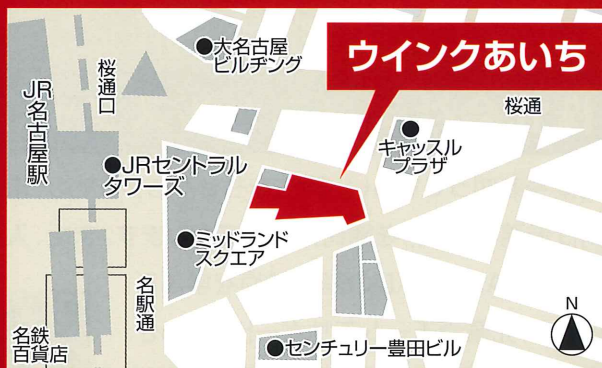 大名古屋
ビルヂング
ウインクあいち
桜通口
JR名古屋駅
桜通
キャッスル
プラザ
JRセントラル
タワーズ
ミッドランド
スクエア
名駅通
名鉄
百貨店
センチュリー豊田ビル
N